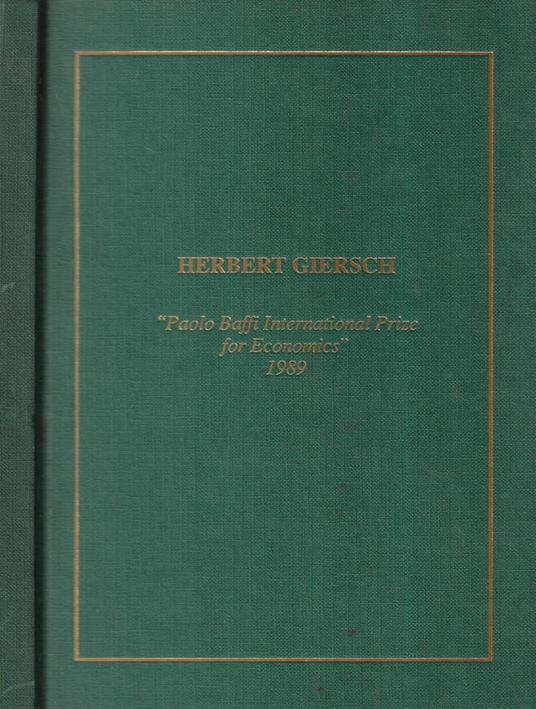 HERBERT GIERSCH
“Paolo Baffi International Prize
for Economics”
1989